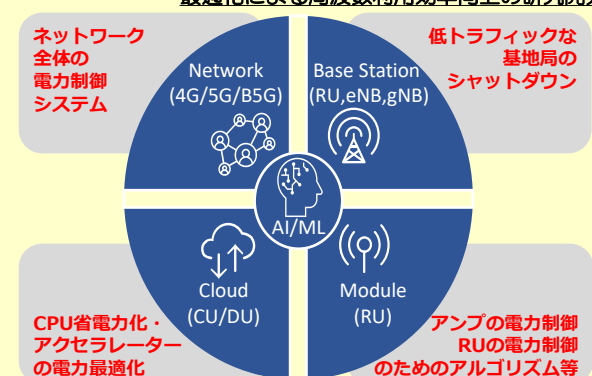 ネットワーク
全体の
電力制御
システム
低トラフィックな
基地局の
シャットダウン
Network
(4G/5G/B5G)
Base Station
(RU,eNB,gNB)
AI/ML
Cloud
(CU/DU)
Module
(RU)
CPU省電力化・
アクセラレーター
の電力最適化
アンプの電力制御
RUの電力制御
のためのアルゴリズム等